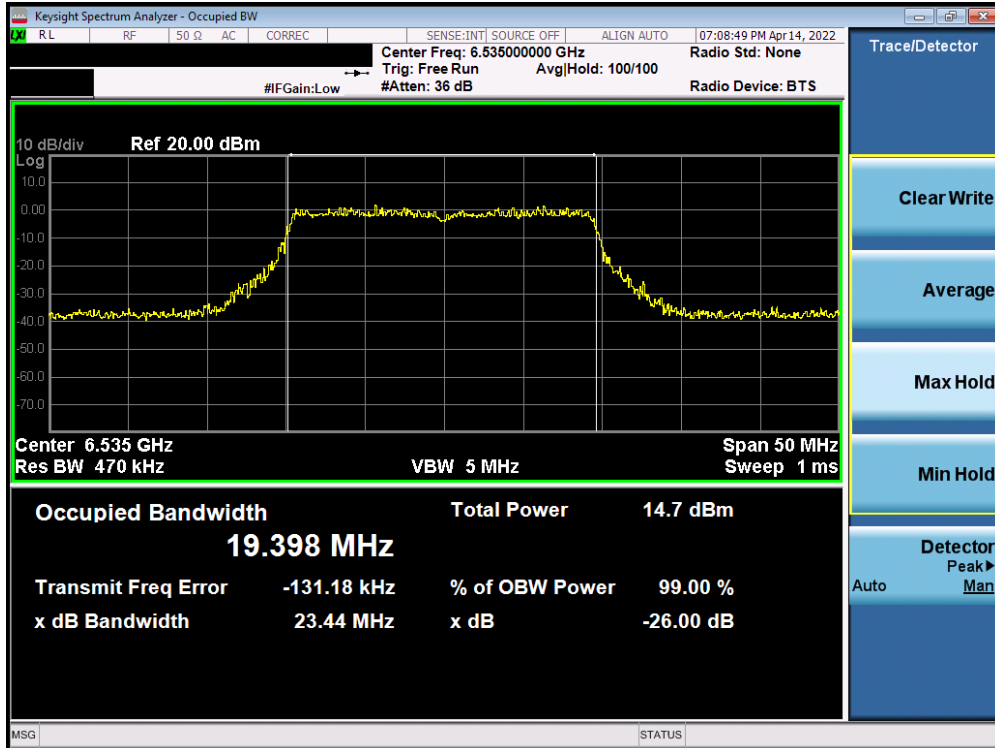 Keysight Spectrum Analyzer - Occupied BW
LXI RL RF 50 Ω AC CORREC SENSE:INT SOURCE OFF ALIGN AUTO 07:08:49 PM Apr 14, 2022
Center Freq: 6.535000000 GHz Radio Std: None
Trig: Free Run Avg|Hold: 100/100
#IFGain:Low #Atten: 36 dB Radio Device: BTS
10 dB/div Ref 20.00 dBm
Log
10.0
0.00
-10.0
-20.0
-30.0
-40.0
-50.0
-60.0
-70.0
Center 6.535 GHz Span 50 MHz
Res BW 470 kHz VBW 5 MHz Sweep 1 ms
Occupied Bandwidth Total Power 14.7 dBm
19.398 MHz
Transmit Freq Error -131.18 kHz % of OBW Power 99.00 %
x dB Bandwidth 23.44 MHz x dB -26.00 dB
Trace/Detector
Clear Write
Average
Max Hold
Min Hold
Detector
Peak▶
Auto Man
MSG STATUS